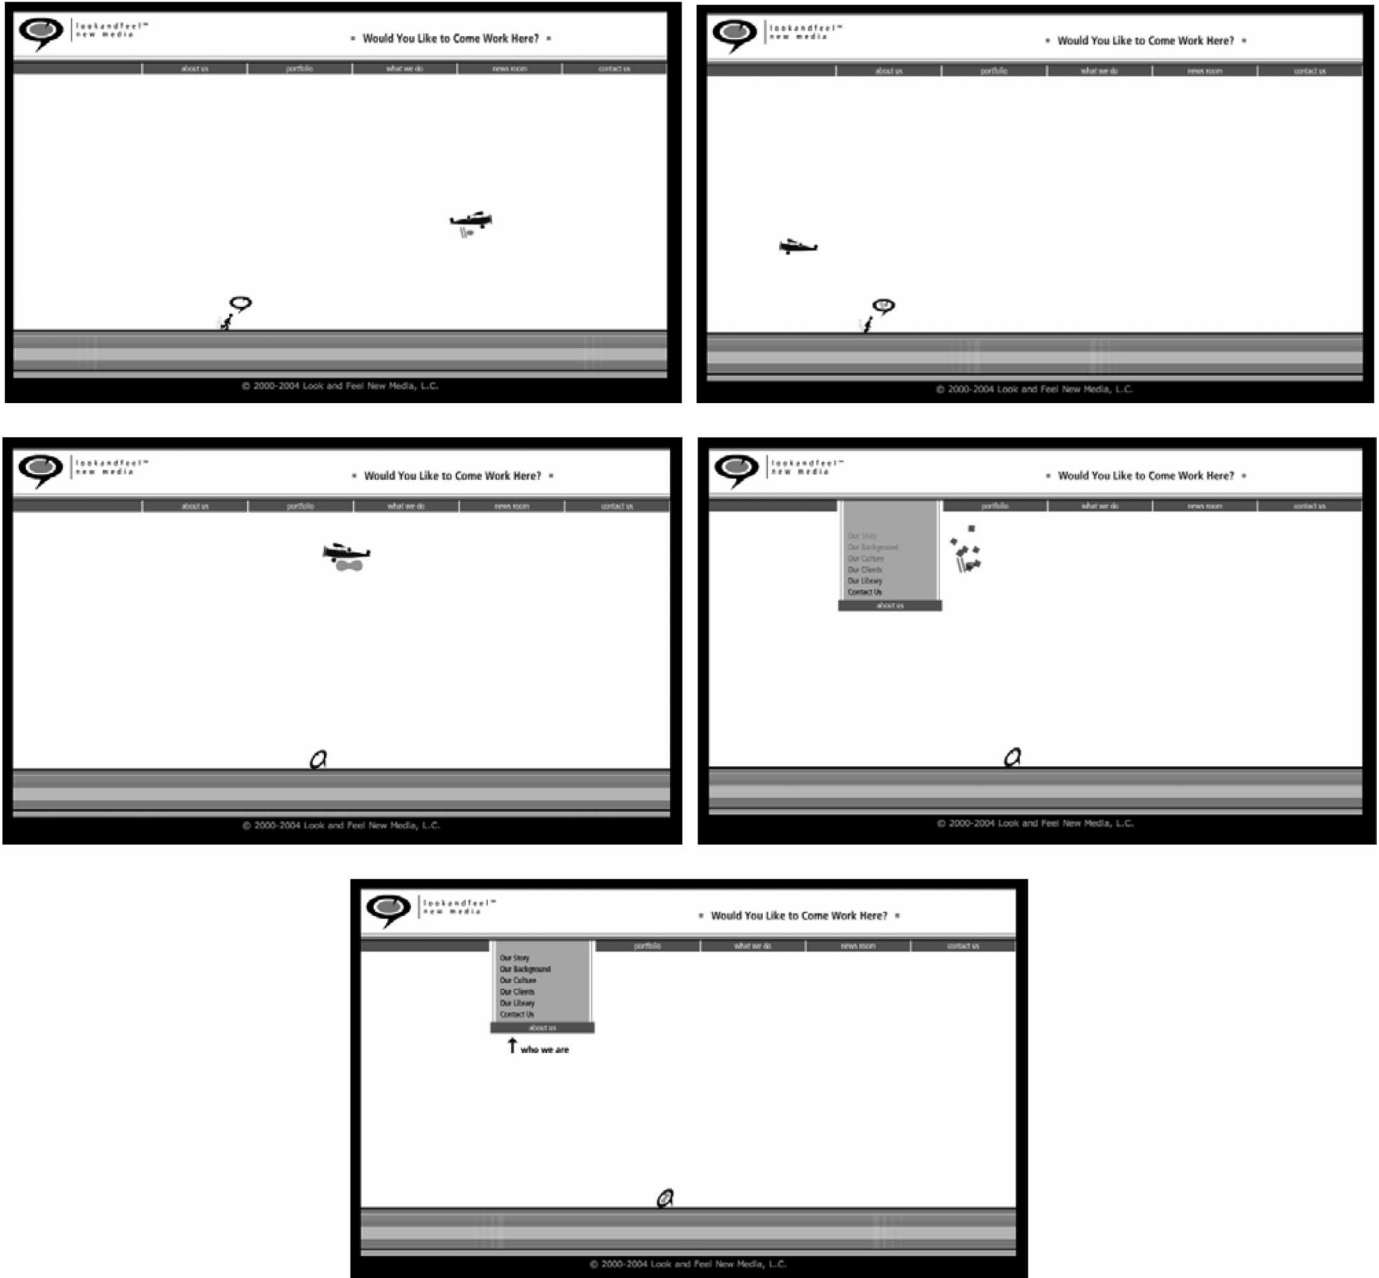 lookandfeel™
new media
▪ Would You Like to Come Work Here? ▪
about us portfolio what we do news room contact us
© 2000-2004 Look and Feel New Media, L.C.
lookandfeel™
new media
▪ Would You Like to Come Work Here? ▪
about us portfolio what we do news room contact us
© 2000-2004 Look and Feel New Media, L.C.
lookandfeel™
new media
▪ Would You Like to Come Work Here? ▪
about us portfolio what we do news room contact us
© 2000-2004 Look and Feel New Media, L.C.
lookandfeel™
new media
▪ Would You Like to Come Work Here? ▪
portfolio what we do news room contact us
Our Story
Our Background
Our Culture
Our Clients
Our Library
Contact Us
about us
© 2000-2004 Look and Feel New Media, L.C.
lookandfeel™
new media
▪ Would You Like to Come Work Here? ▪
portfolio what we do news room contact us
Our Story
Our Background
Our Culture
Our Clients
Our Library
Contact Us
about us
↑ who we are
© 2000-2004 Look and Feel New Media, L.C.